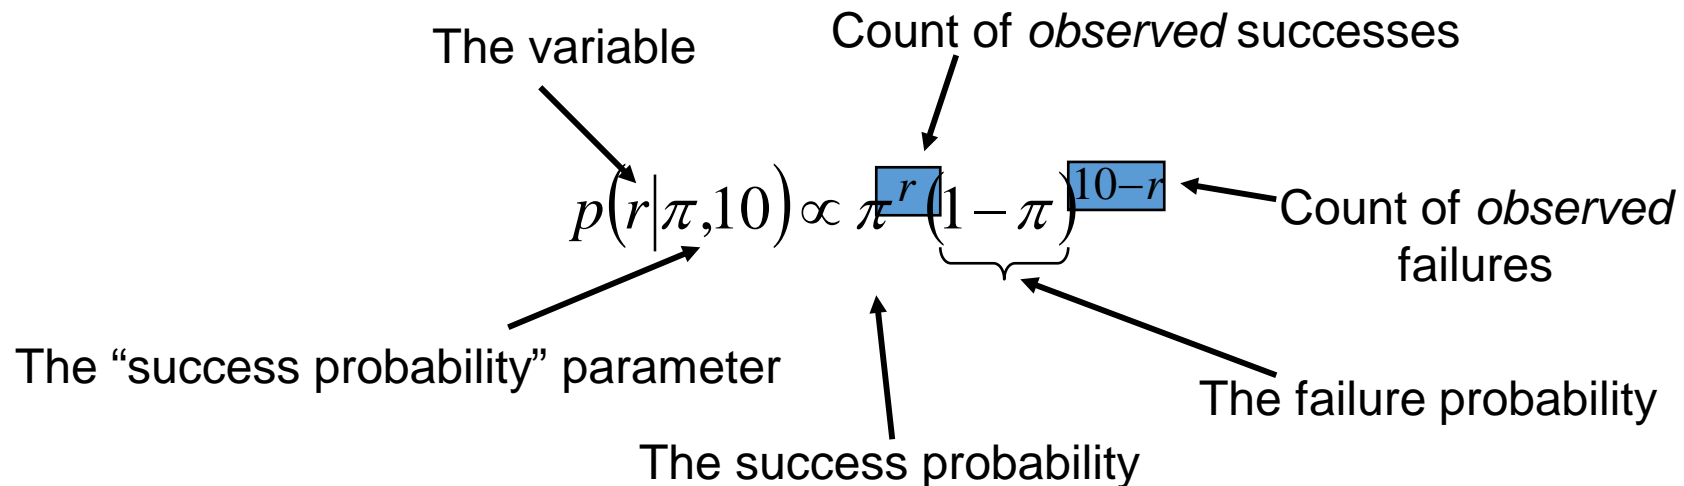 The variable
Count of observed successes
p(r|π,10) ∝ π^r (1 − π)^{10−r}
Count of observed
failures
The “success probability” parameter
The failure probability
The success probability